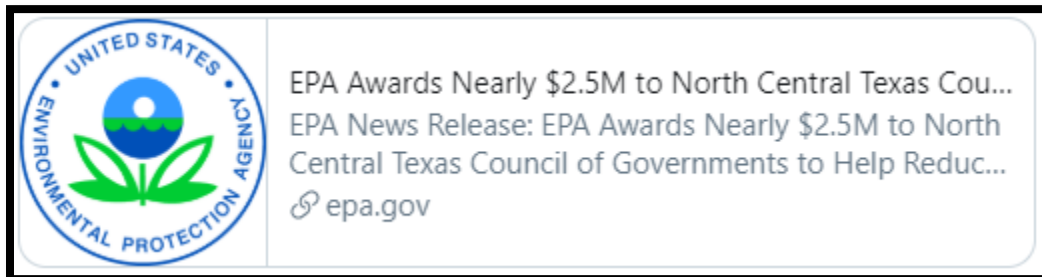 UNITED STATES
ENVIRONMENTAL PROTECTION AGENCY
EPA Awards Nearly $2.5M to North Central Texas Cou...
EPA News Release: EPA Awards Nearly $2.5M to North
Central Texas Council of Governments to Help Reduc...
epa.gov